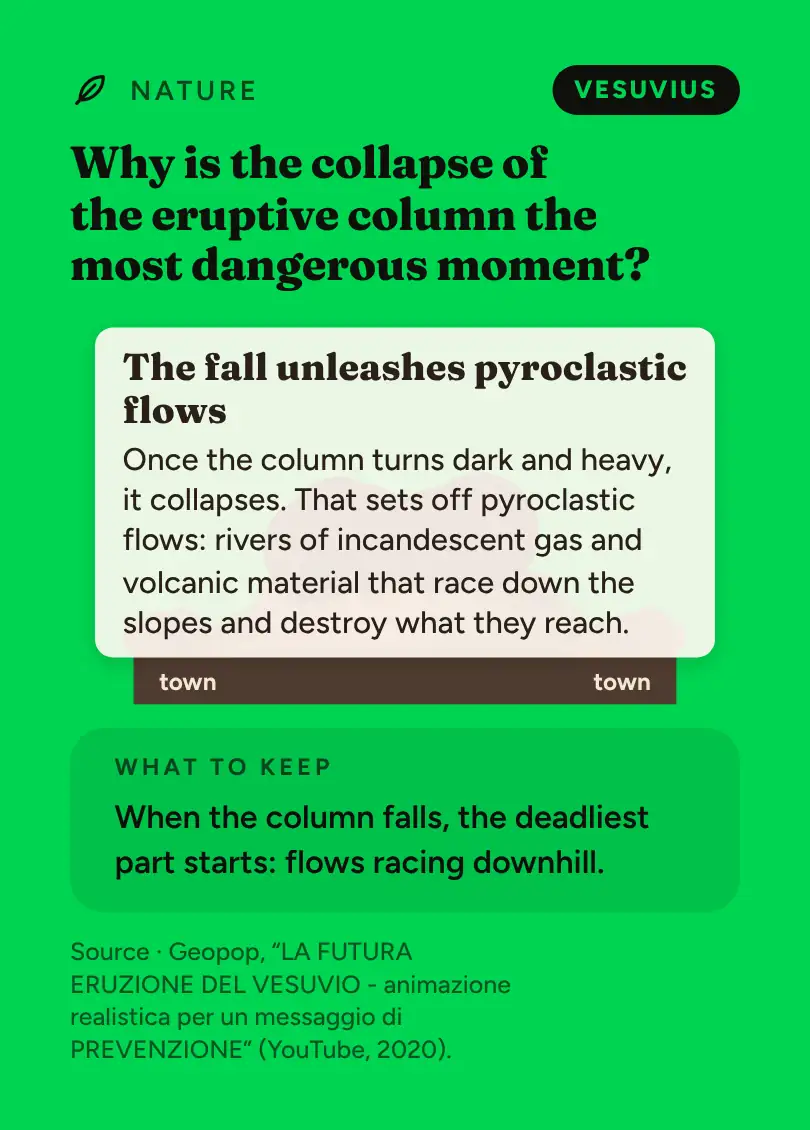 NATURE
VESUVIUS
Why is the collapse of
the eruptive column the
most dangerous moment?
The fall unleashes pyroclastic
flows
Once the column turns dark and heavy,
it collapses. That sets off pyroclastic
flows: rivers of incandescent gas and
volcanic material that race down the
slopes and destroy what they reach.
town
town
WHAT TO KEEP
When the column falls, the deadliest
part starts: flows racing downhill.
Source · Geopop, “LA FUTURA
ERUZIONE DEL VESUVIO - animazione
realistica per un messaggio di
PREVENZIONE” (YouTube, 2020).